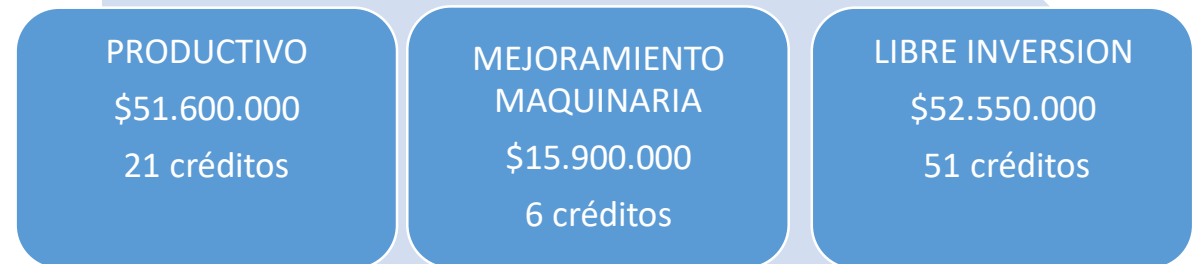 PRODUCTIVO
$51.600.000
21 créditos
MEJORAMIENTO
MAQUINARIA
$15.900.000
6 créditos
LIBRE INVERSION
$52.550.000
51 créditos